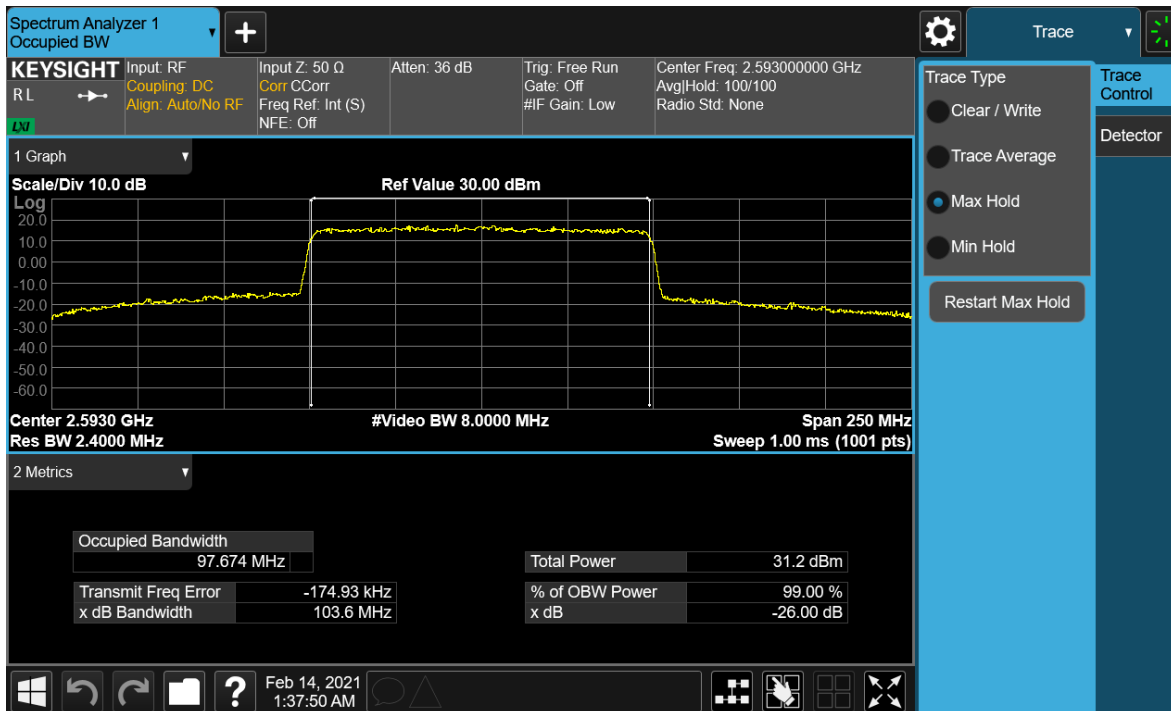 Spectrum Analyzer 1
Occupied BW
+
Trace
KEYSIGHT
R L
LXI
Input: RF
Coupling: DC
Align: Auto/No RF
Input Z: 50 Ω
Corr CCorr
Freq Ref: Int (S)
NFE: Off
Atten: 36 dB
Trig: Free Run
Gate: Off
#IF Gain: Low
Center Freq: 2.593000000 GHz
Avg|Hold: 100/100
Radio Std: None
Trace Type
Clear / Write
Trace Average
Max Hold
Min Hold
Restart Max Hold
Trace
Control
Detector
1 Graph
Scale/Div 10.0 dB
Ref Value 30.00 dBm
Log
20.0
10.0
0.00
-10.0
-20.0
-30.0
-40.0
-50.0
-60.0
Center 2.5930 GHz
#Video BW 8.0000 MHz
Span 250 MHz
Res BW 2.4000 MHz
Sweep 1.00 ms (1001 pts)
2 Metrics
Occupied Bandwidth
97.674 MHz
Total Power 31.2 dBm
Transmit Freq Error -174.93 kHz
% of OBW Power 99.00 %
x dB Bandwidth 103.6 MHz
x dB -26.00 dB
?
Feb 14, 2021
1:37:50 AM